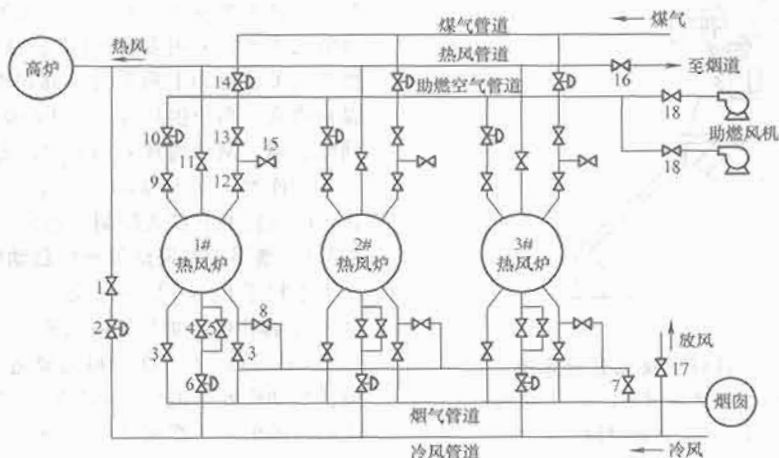 煤气管道
煤气
热风
热风管道
高炉
14
助燃空气管道
16
至烟道
18
助燃风机
18
10
13
15
11
9
12
1#
热风炉
2#
热风炉
3#
热风炉
1
2
8
4
5
3
3
6
7
放风
17
烟囱
烟气管道
冷风管道
冷风